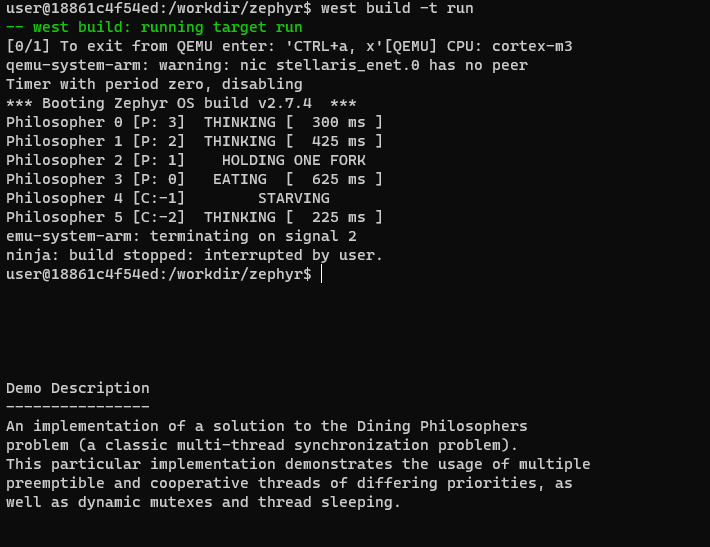 user@18861c4f54ed:/workdir/zephyr$ west build -t run
-- west build: running target run
[0/1] To exit from QEMU enter: 'CTRL+a, x'[QEMU] CPU: cortex-m3
qemu-system-arm: warning: nic stellaris_enet.0 has no peer
Timer with period zero, disabling
*** Booting Zephyr OS build v2.7.4  ***
Philosopher 0 [P: 3]  THINKING [  300 ms ]
Philosopher 1 [P: 2]  THINKING [  425 ms ]
Philosopher 2 [P: 1]    HOLDING ONE FORK
Philosopher 3 [P: 0]   EATING  [  625 ms ]
Philosopher 4 [C:-1]        STARVING
Philosopher 5 [C:-2]  THINKING [  225 ms ]
emu-system-arm: terminating on signal 2
ninja: build stopped: interrupted by user.
user@18861c4f54ed:/workdir/zephyr$
Demo Description
----------------
An implementation of a solution to the Dining Philosophers
problem (a classic multi-thread synchronization problem).
This particular implementation demonstrates the usage of multiple
preemptible and cooperative threads of differing priorities, as
well as dynamic mutexes and thread sleeping.